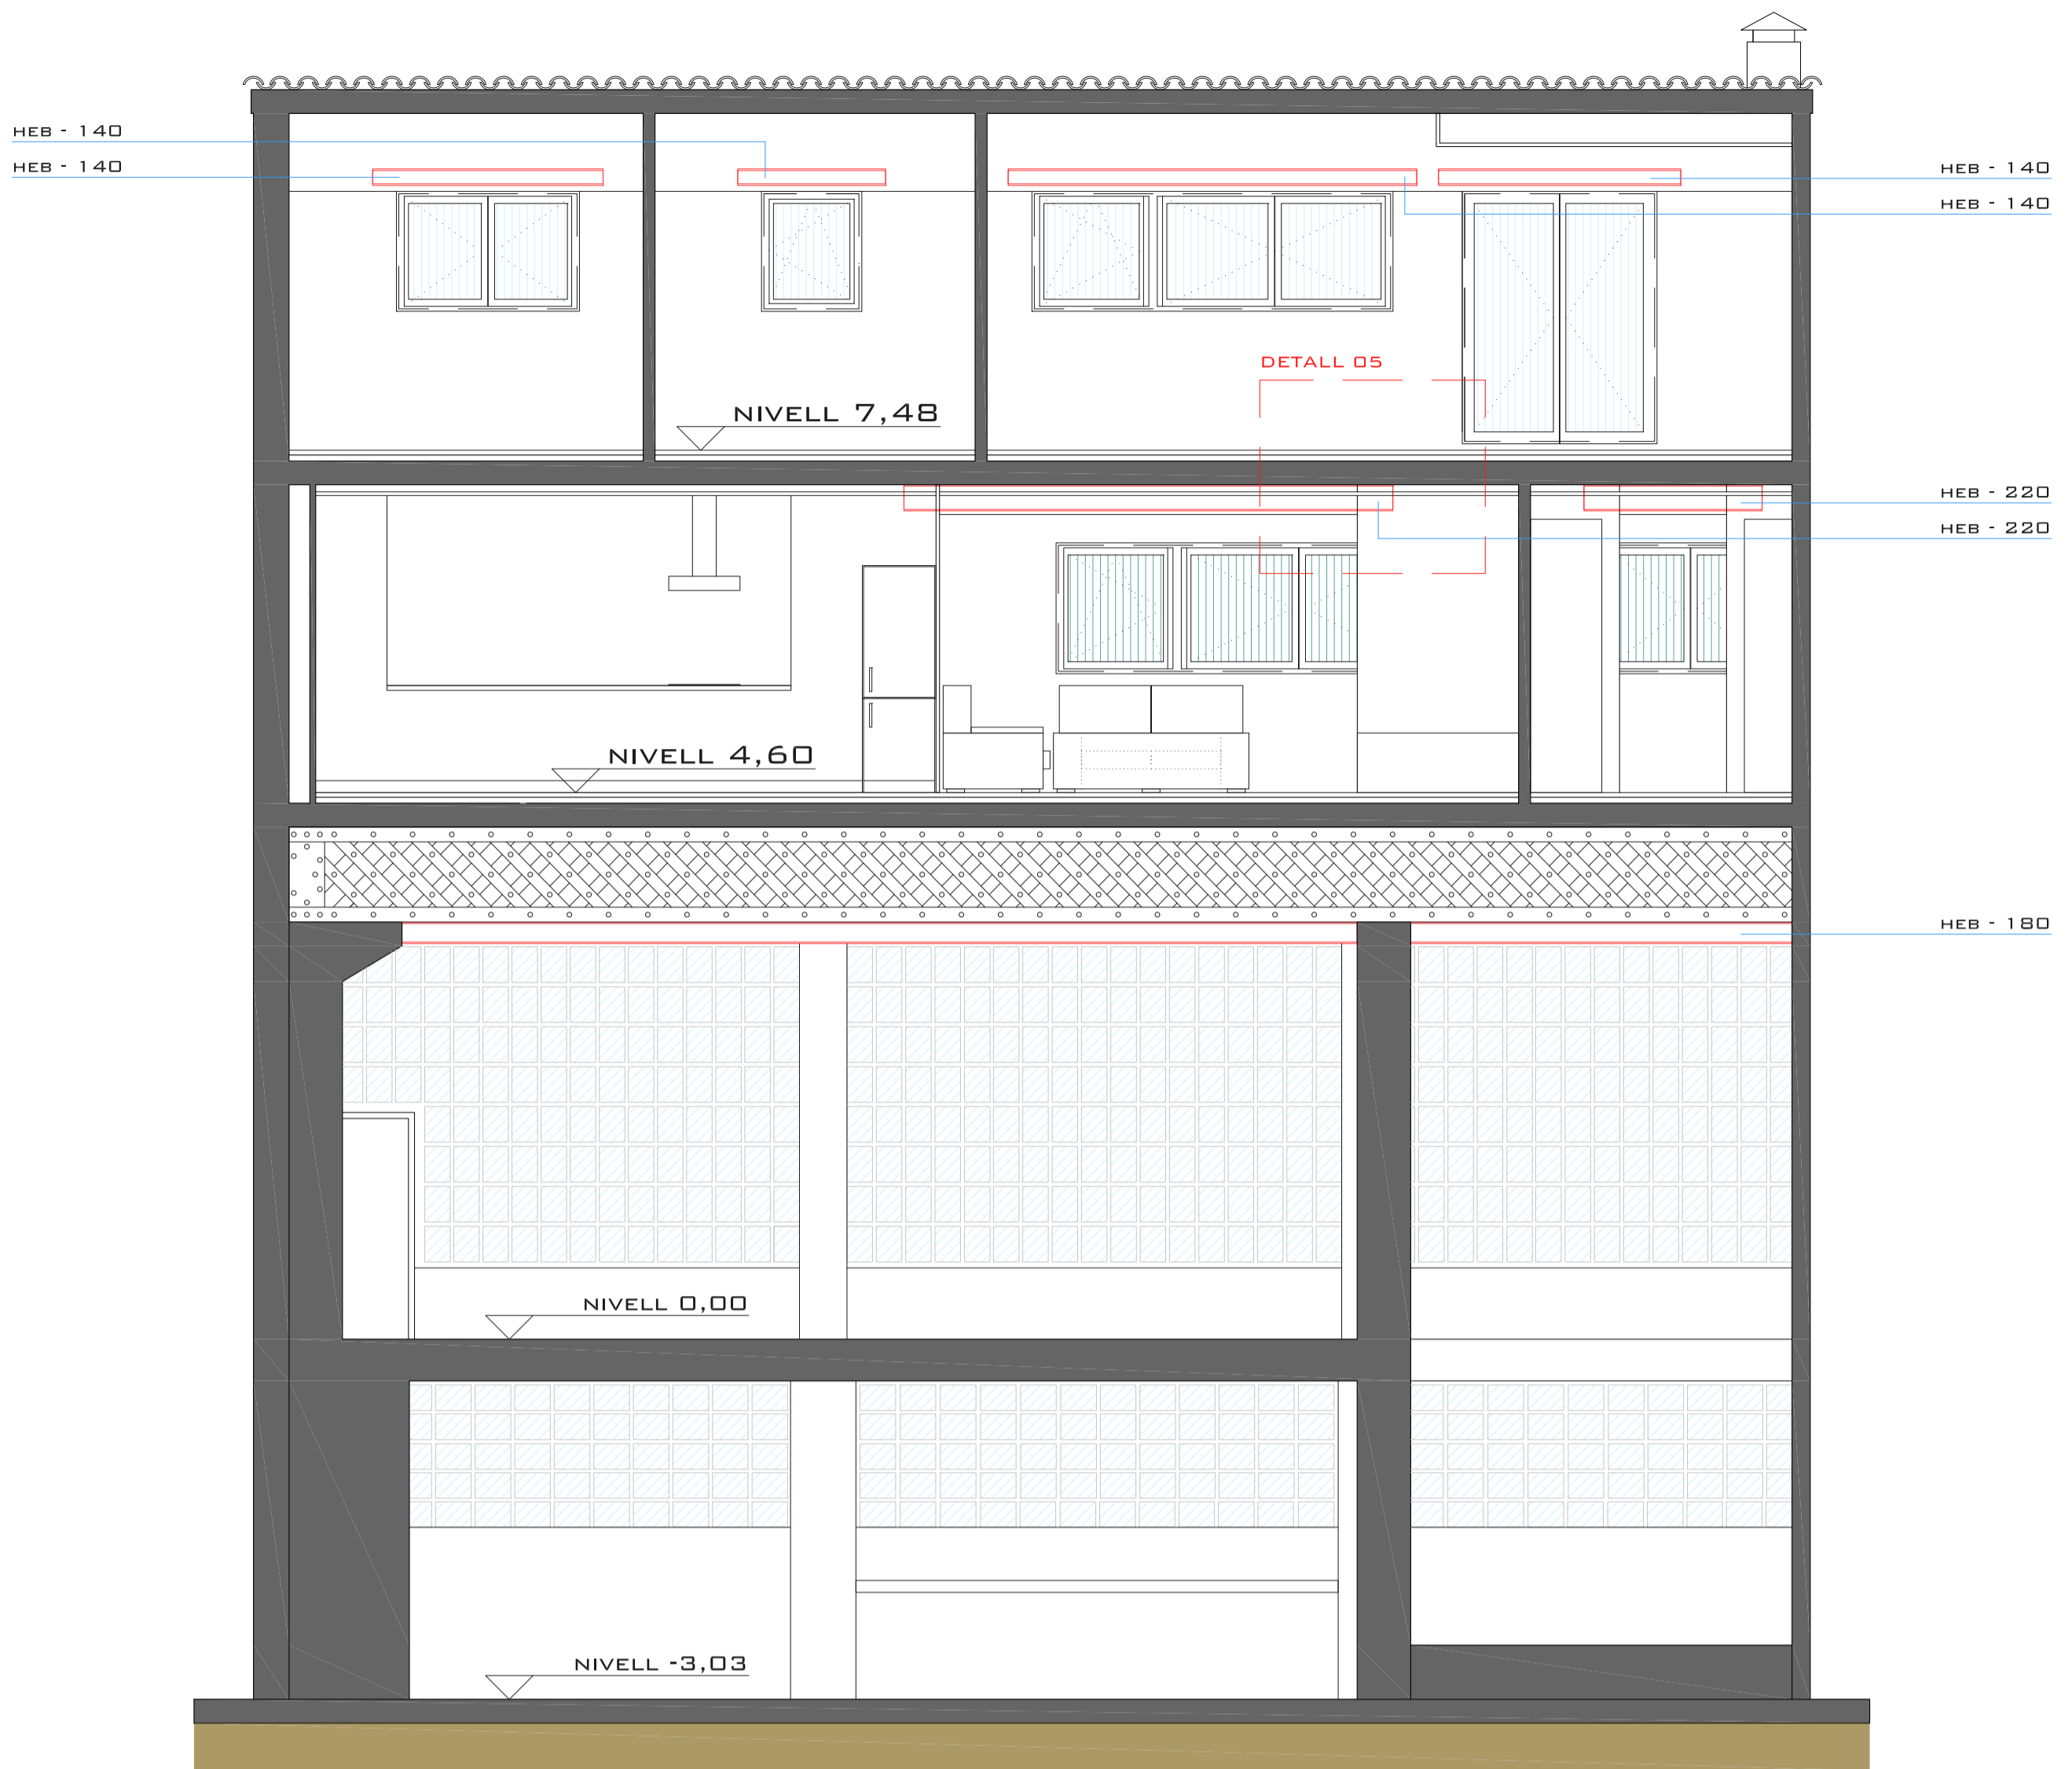 HEB - 140
HEB - 140
HEB - 140
HEB - 140
DETALL 05
NIVELL 7,48
HEB - 220
HEB - 220
NIVELL 4,60
HEB - 180
NIVELL 0,00
NIVELL -3,03